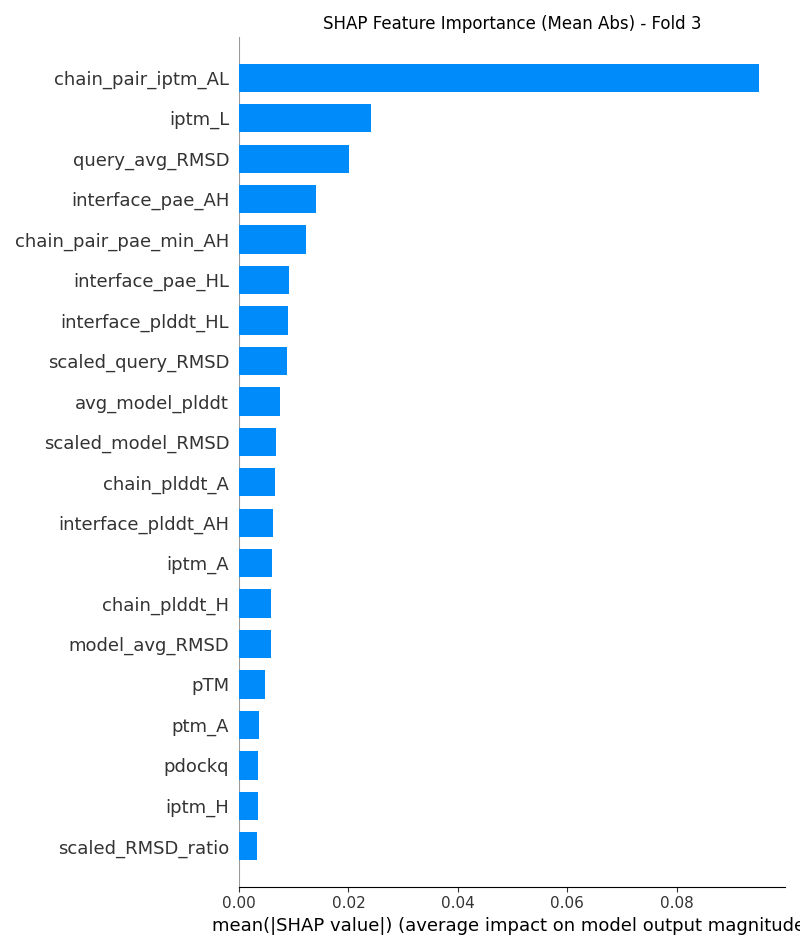 SHAP Feature Importance (Mean Abs) - Fold 3
chain_pair_iptm_AL
iptm_L
query_avg_RMSD
interface_pae_AH
chain_pair_pae_min_AH
interface_pae_HL
interface_plddt_HL
scaled_query_RMSD
avg_model_plddt
scaled_model_RMSD
chain_plddt_A
interface_plddt_AH
iptm_A
chain_plddt_H
model_avg_RMSD
pTM
ptm_A
pdockq
iptm_H
scaled_RMSD_ratio
0.00 0.02 0.04 0.06 0.08
mean(|SHAP value|) (average impact on model output magnitude